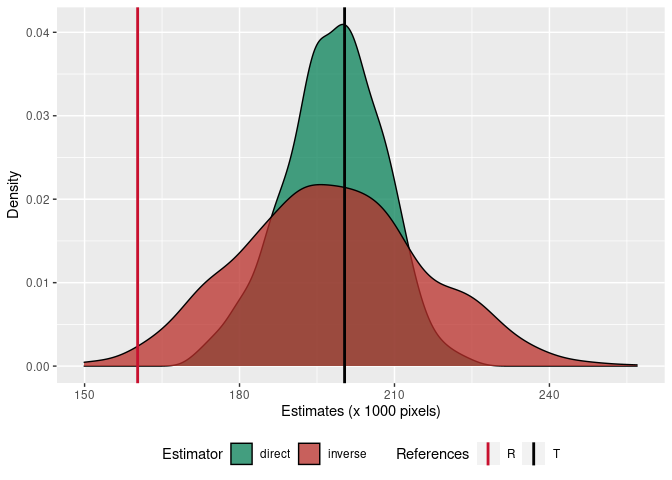 0.04
0.03
0.02
0.01
0.00
Density
150 180 210 240
Estimates (x 1000 pixels)
Estimator direct inverse References R T